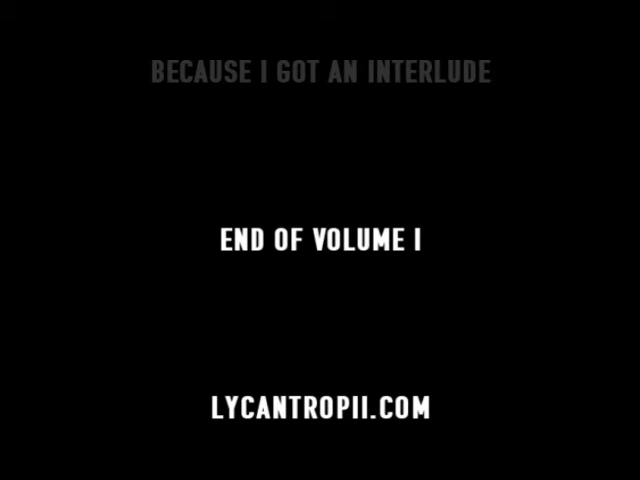 BECAUSE I GOT AN INTERLUDE
END OF VOLUME I
LYCANTROPII.COM